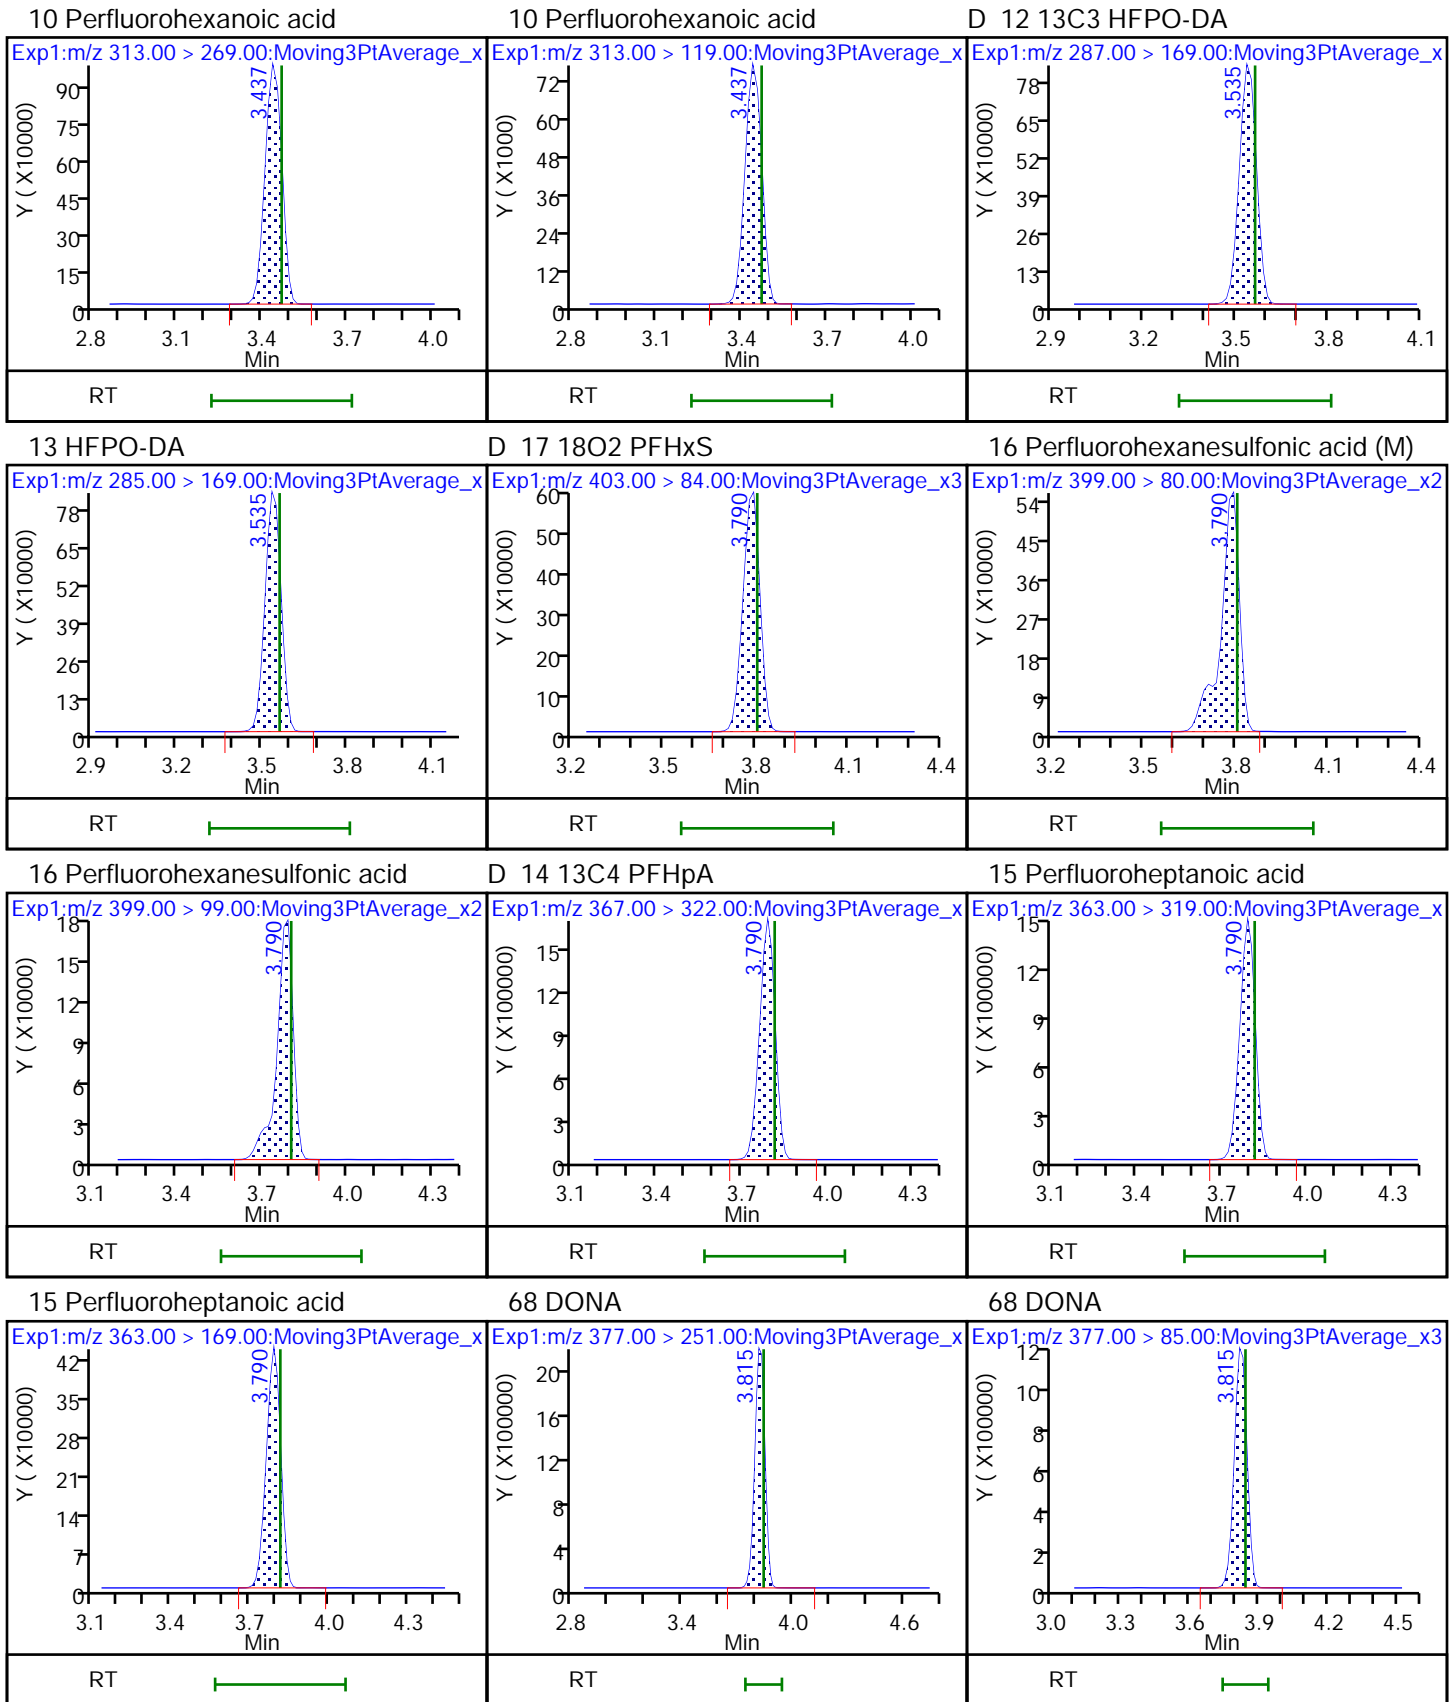 10 Perfluorohexanoic acid
Exp1:m/z 313.00 > 269.00:Moving3PtAverage_x
Y ( X10000)
90
75
60
45
30
15
0
3.437
2.8 3.1 3.4 3.7 4.0
Min
RT
10 Perfluorohexanoic acid
Exp1:m/z 313.00 > 119.00:Moving3PtAverage_x
Y ( X1000)
72
60
48
36
24
12
0
3.437
2.8 3.1 3.4 3.7 4.0
Min
RT
D 12 13C3 HFPO-DA
Exp1:m/z 287.00 > 169.00:Moving3PtAverage_x
Y ( X10000)
78
65
52
39
26
13
0
3.535
2.9 3.2 3.5 3.8 4.1
Min
RT
13 HFPO-DA
Exp1:m/z 285.00 > 169.00:Moving3PtAverage_x
Y ( X10000)
78
65
52
39
26
13
0
3.535
2.9 3.2 3.5 3.8 4.1
Min
RT
D 17 18O2 PFHxS
Exp1:m/z 403.00 > 84.00:Moving3PtAverage_x3
Y ( X10000)
60
50
40
30
20
10
0
3.790
3.2 3.5 3.8 4.1 4.4
Min
RT
16 Perfluorohexanesulfonic acid (M)
Exp1:m/z 399.00 > 80.00:Moving3PtAverage_x2
Y ( X10000)
54
45
36
27
18
9
0
3.790
3.2 3.5 3.8 4.1 4.4
Min
RT
16 Perfluorohexanesulfonic acid
Exp1:m/z 399.00 > 99.00:Moving3PtAverage_x2
Y ( X10000)
18
15
12
9
6
3
0
3.790
3.1 3.4 3.7 4.0 4.3
Min
RT
D 14 13C4 PFHpA
Exp1:m/z 367.00 > 322.00:Moving3PtAverage_x
Y ( X100000)
15
12
9
6
3
0
3.790
3.1 3.4 3.7 4.0 4.3
Min
RT
15 Perfluoroheptanoic acid
Exp1:m/z 363.00 > 319.00:Moving3PtAverage_x
Y ( X100000)
15
12
9
6
3
0
3.790
3.1 3.4 3.7 4.0 4.3
Min
RT
15 Perfluoroheptanoic acid
Exp1:m/z 363.00 > 169.00:Moving3PtAverage_x
Y ( X10000)
42
35
28
21
14
7
0
3.790
3.1 3.4 3.7 4.0 4.3
Min
RT
68 DONA
Exp1:m/z 377.00 > 251.00:Moving3PtAverage_x
Y ( X100000)
20
16
12
8
4
0
3.815
2.8 3.4 4.0 4.6
Min
RT
68 DONA
Exp1:m/z 377.00 > 85.00:Moving3PtAverage_x3
Y ( X100000)
12
10
8
6
4
2
0
3.815
3.0 3.3 3.6 3.9 4.2 4.5
Min
RT